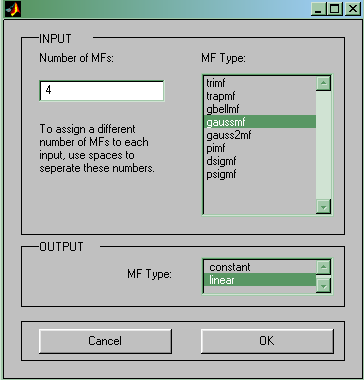 INPUT
Number of MFs:
4
To assign a different
number of MFs to each
input, use spaces to
seperate these numbers.
MF Type:
trimf
trapmf
gbellmf
gaussmf
gauss2mf
pimf
dsigmf
psigmf
OUTPUT
MF Type:
constant
linear
Cancel
OK